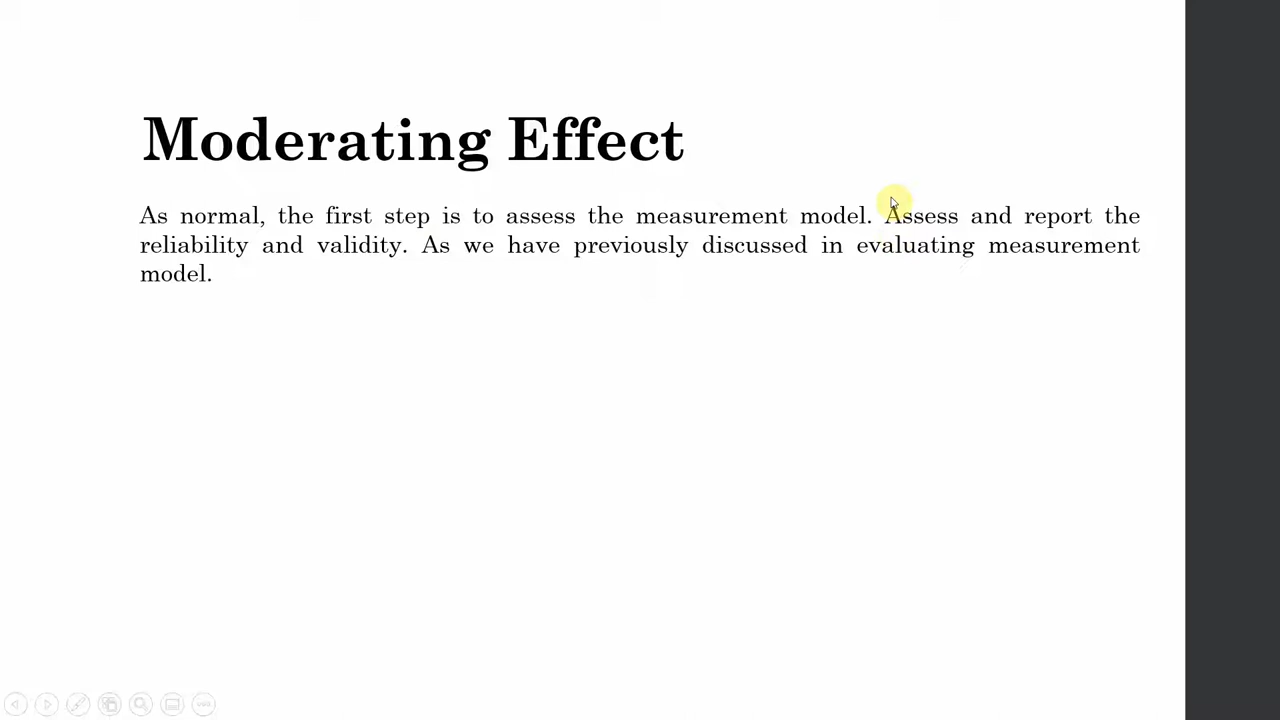 Moderating Effect
As normal, the first step is to assess the measurement model. Assess and report the
reliability and validity. As we have previously discussed in evaluating measurement
model.